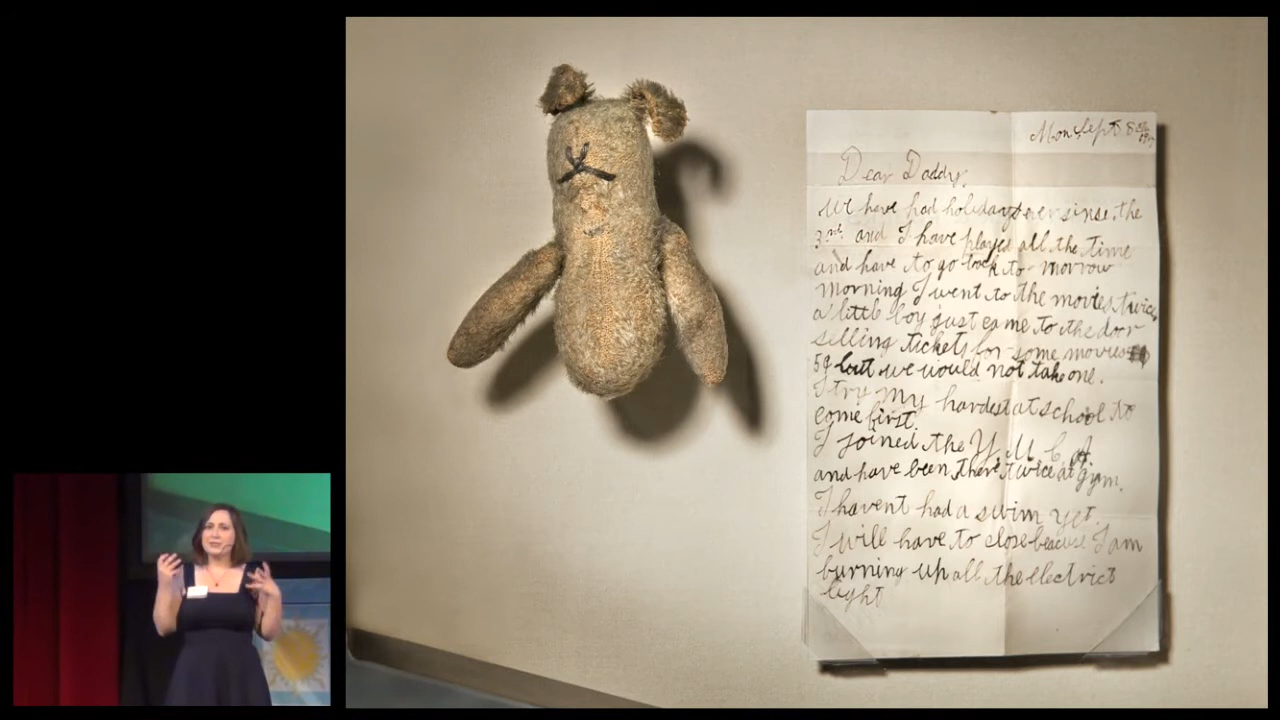 Mon. Sept. 8th
Dear Daddy,
We have had holidays ever sinse the
3rd. and I have played all the time
and have to go back to-morrow
morning I went to the movies twice
a little boy just came to the door
selling tickets for some movies
5¢ but we would not take one.
I try my hardest at school to
come first.
I joined the Y.M.C.A.
and have been there twice at gym.
I havent had a swim yet.
I will have to close because I am
burning up all the electrict
light